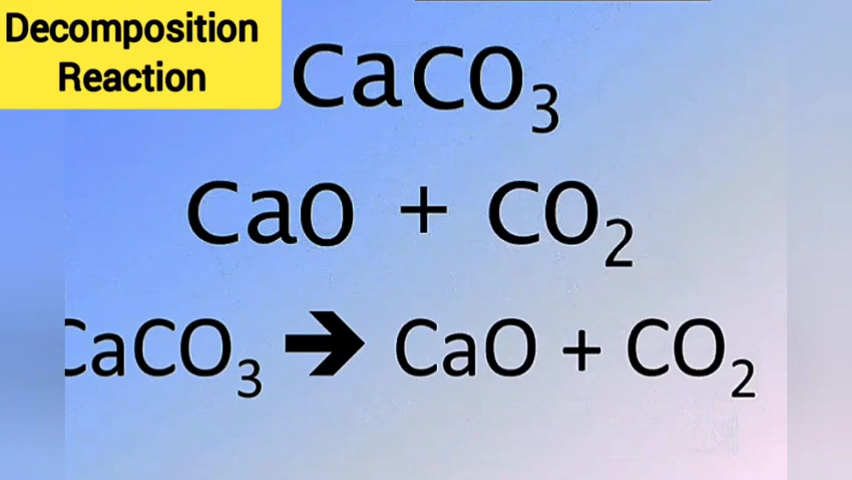 Decomposition
Reaction
CaCO₃
CaO + CO₂
CaCO₃ ➔ CaO + CO₂